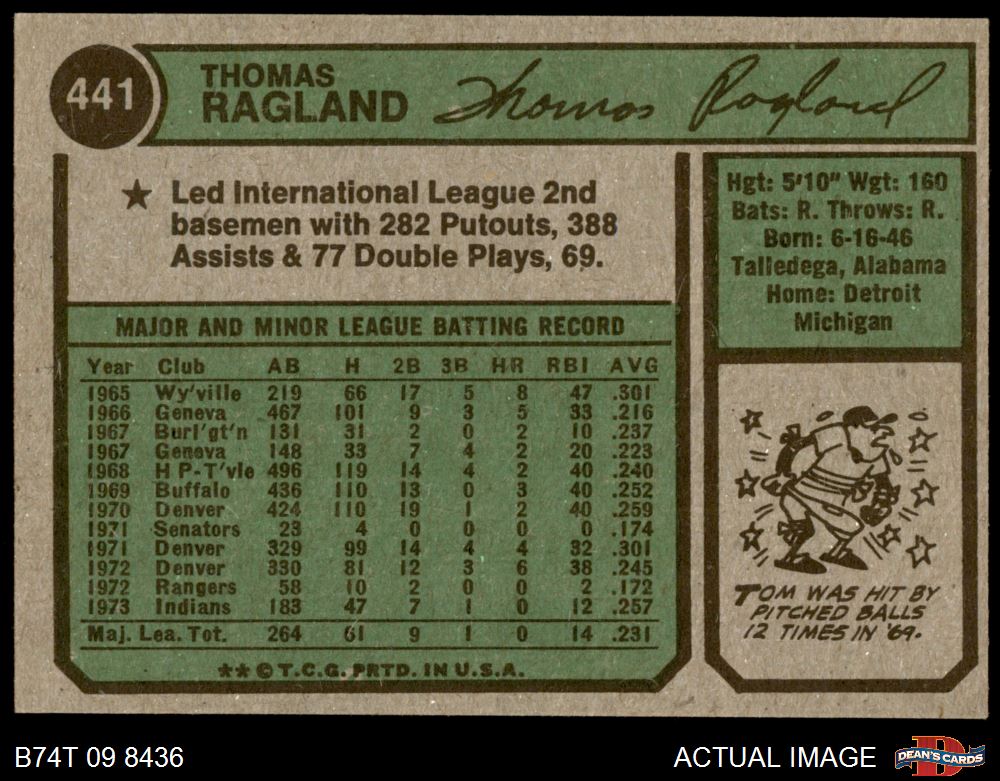 441
THOMAS
RAGLAND
Thomas Ragland
★ Led International League 2nd
basemen with 282 Putouts, 388
Assists & 77 Double Plays, 69.
Hgt: 5'10" Wgt: 160
Bats: R. Throws: R.
Born: 6-16-46
Talledega, Alabama
Home: Detroit
Michigan
MAJOR AND MINOR LEAGUE BATTING RECORD
Year Club AB H 2B 3B HR RBI AVG
1965 Wy'ville 219 66 17 5 8 47 .301
1966 Geneva 467 101 9 3 5 33 .216
1967 Burl'gt'n 131 31 2 0 2 10 .237
1967 Geneva 148 33 7 4 2 20 .223
1968 H P-T'vle 496 119 14 4 2 40 .240
1969 Buffalo 436 110 13 0 3 40 .252
1970 Denver 424 110 19 1 2 40 .259
1971 Senators 23 4 0 0 0 0 .174
1971 Denver 329 99 14 4 4 32 .301
1972 Denver 330 81 12 3 6 38 .245
1972 Rangers 58 10 2 0 0 2 .172
1973 Indians 183 47 7 1 0 12 .257
Maj. Lea. Tot. 264 61 9 1 0 14 .231
**© T.C.G. PRTD. IN U.S.A.
TOM WAS HIT BY
PITCHED BALLS
12 TIMES IN '69.
B74T 09 8436
ACTUAL IMAGE
DEAN'S CARDS